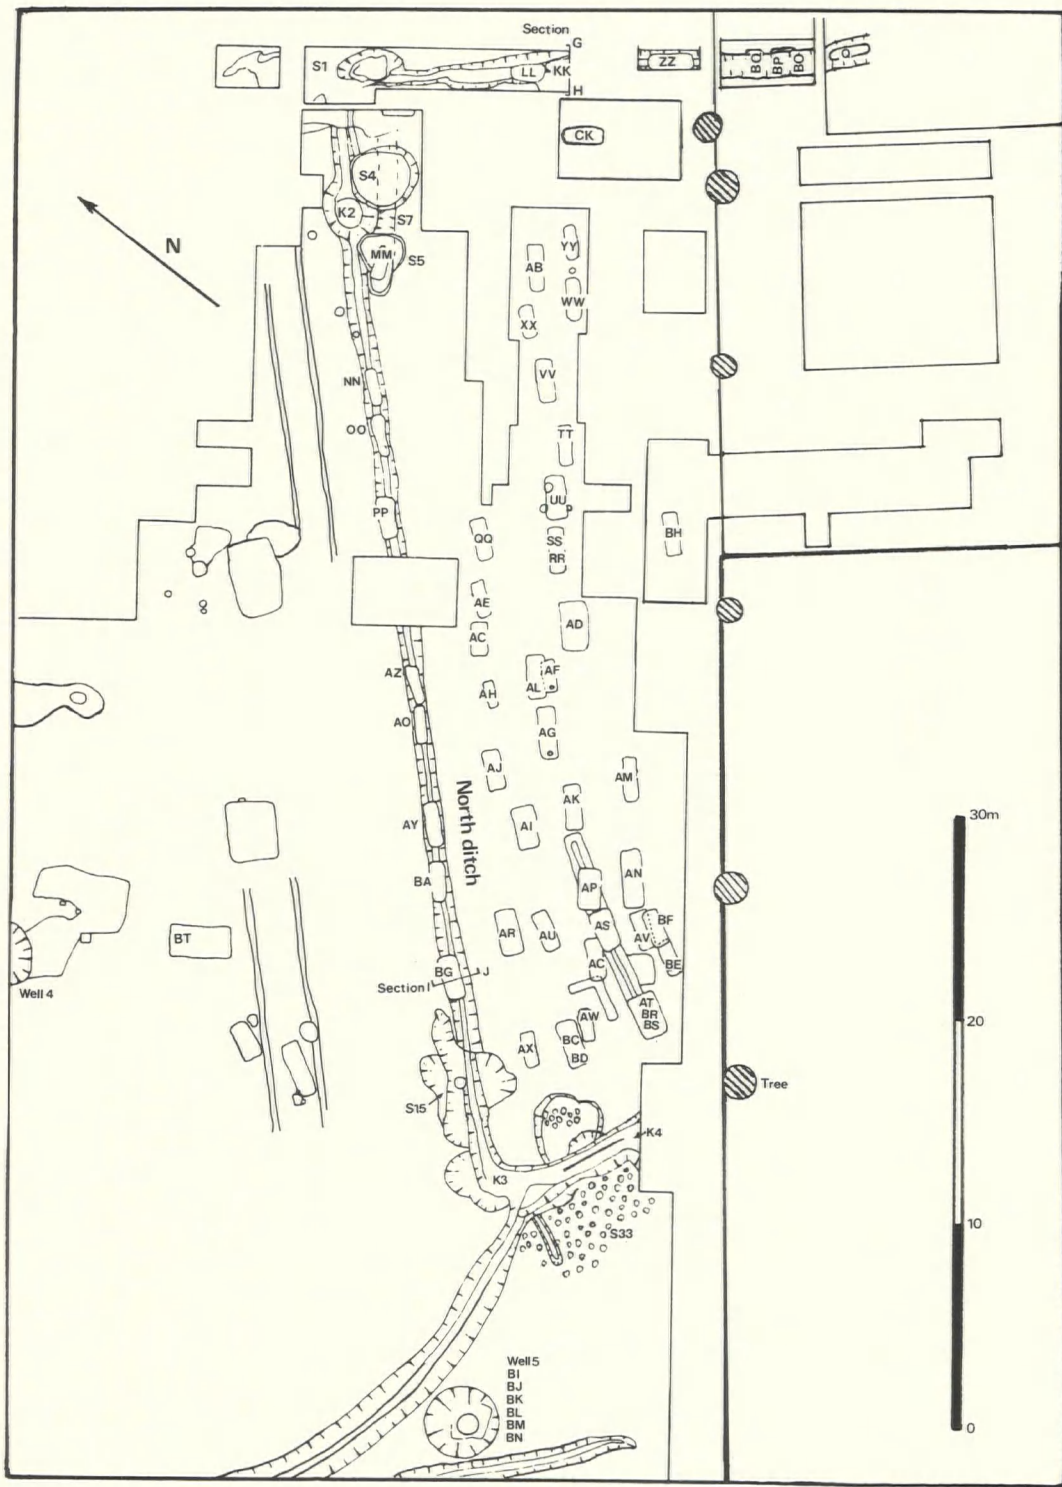 Section
G
S1
LL
KK
H
ZZ
BO
BP
BO
Q
CK
S4
K2
S7
MM
S5
N
YY
AB
WW
XX
VV
NN
OO
TT
UU
PP
QQ
SS
RR
BH
AE
AC
AD
AZ
AH
AL
AF
AO
AG
AJ
AM
AK
AY
AI
North ditch
30m
BA
AP
AN
AR
AU
AS
AV
BF
BT
BG
J
AC
BE
Well 4
Section I
AT
BR
BS
20
AW
AX
BC
BD
Tree
S15
K4
K3
S33
10
Well 5
BI
BJ
BK
BL
BM
BN
0